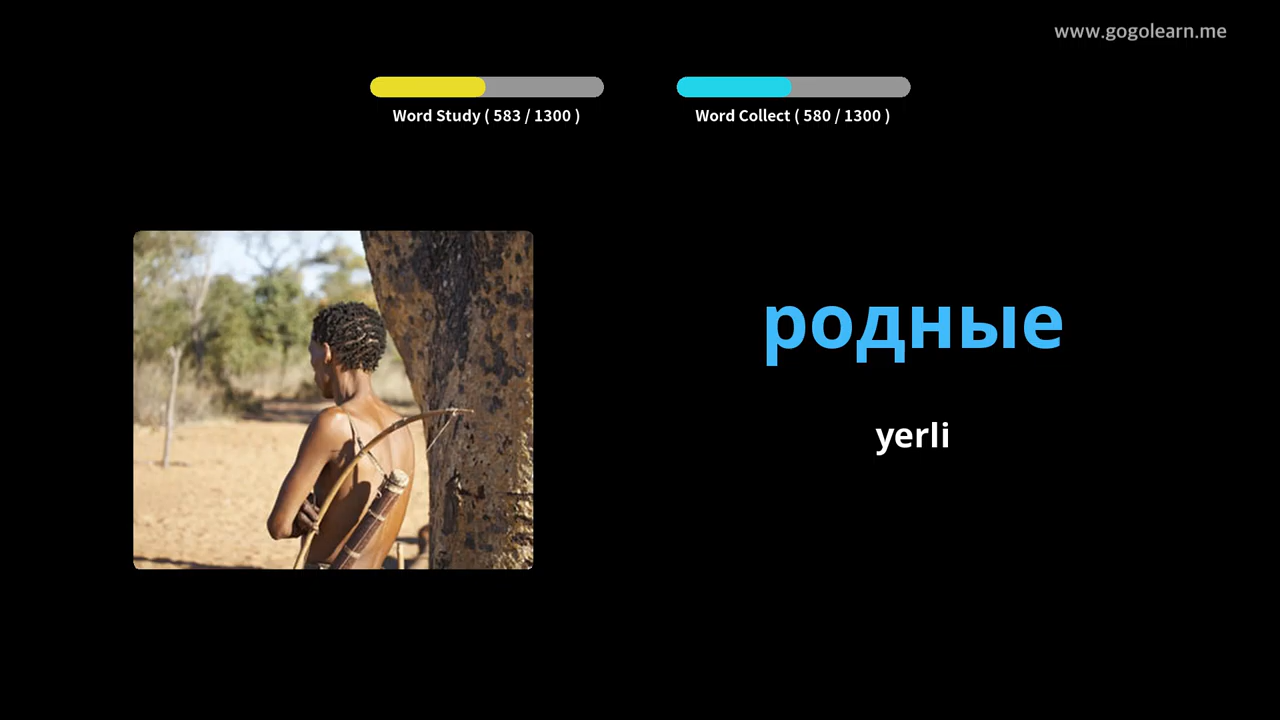 www.gogolearn.me
Word Study ( 583 / 1300 )
Word Collect ( 580 / 1300 )
родные
yerli